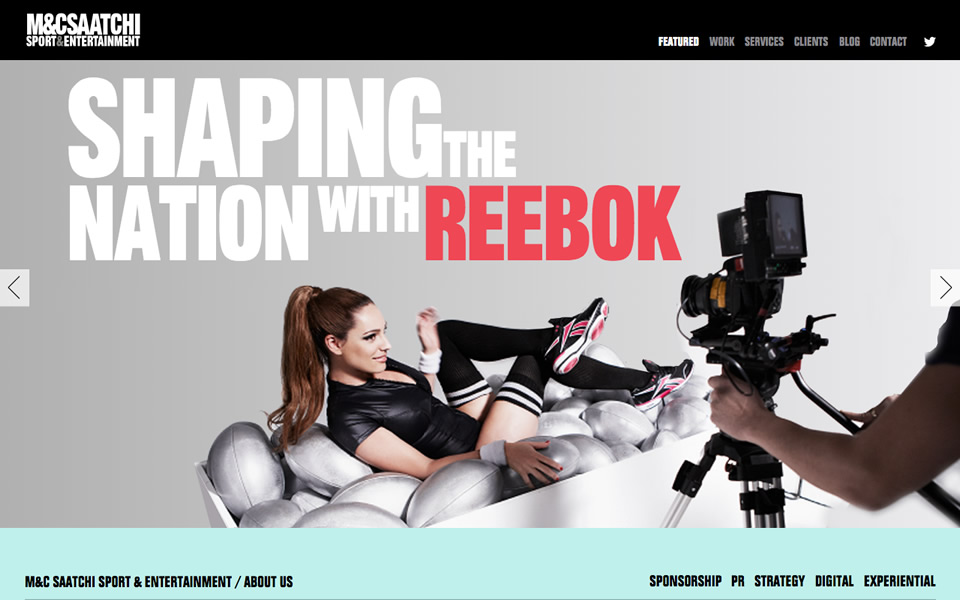 M&CSAATCHI
SPORT&ENTERTAINMENT
FEATURED WORK SERVICES CLIENTS BLOG CONTACT
SHAPING THE
NATION WITH REEBOK
M&C SAATCHI SPORT & ENTERTAINMENT / ABOUT US
SPONSORSHIP PR STRATEGY DIGITAL EXPERIENTIAL